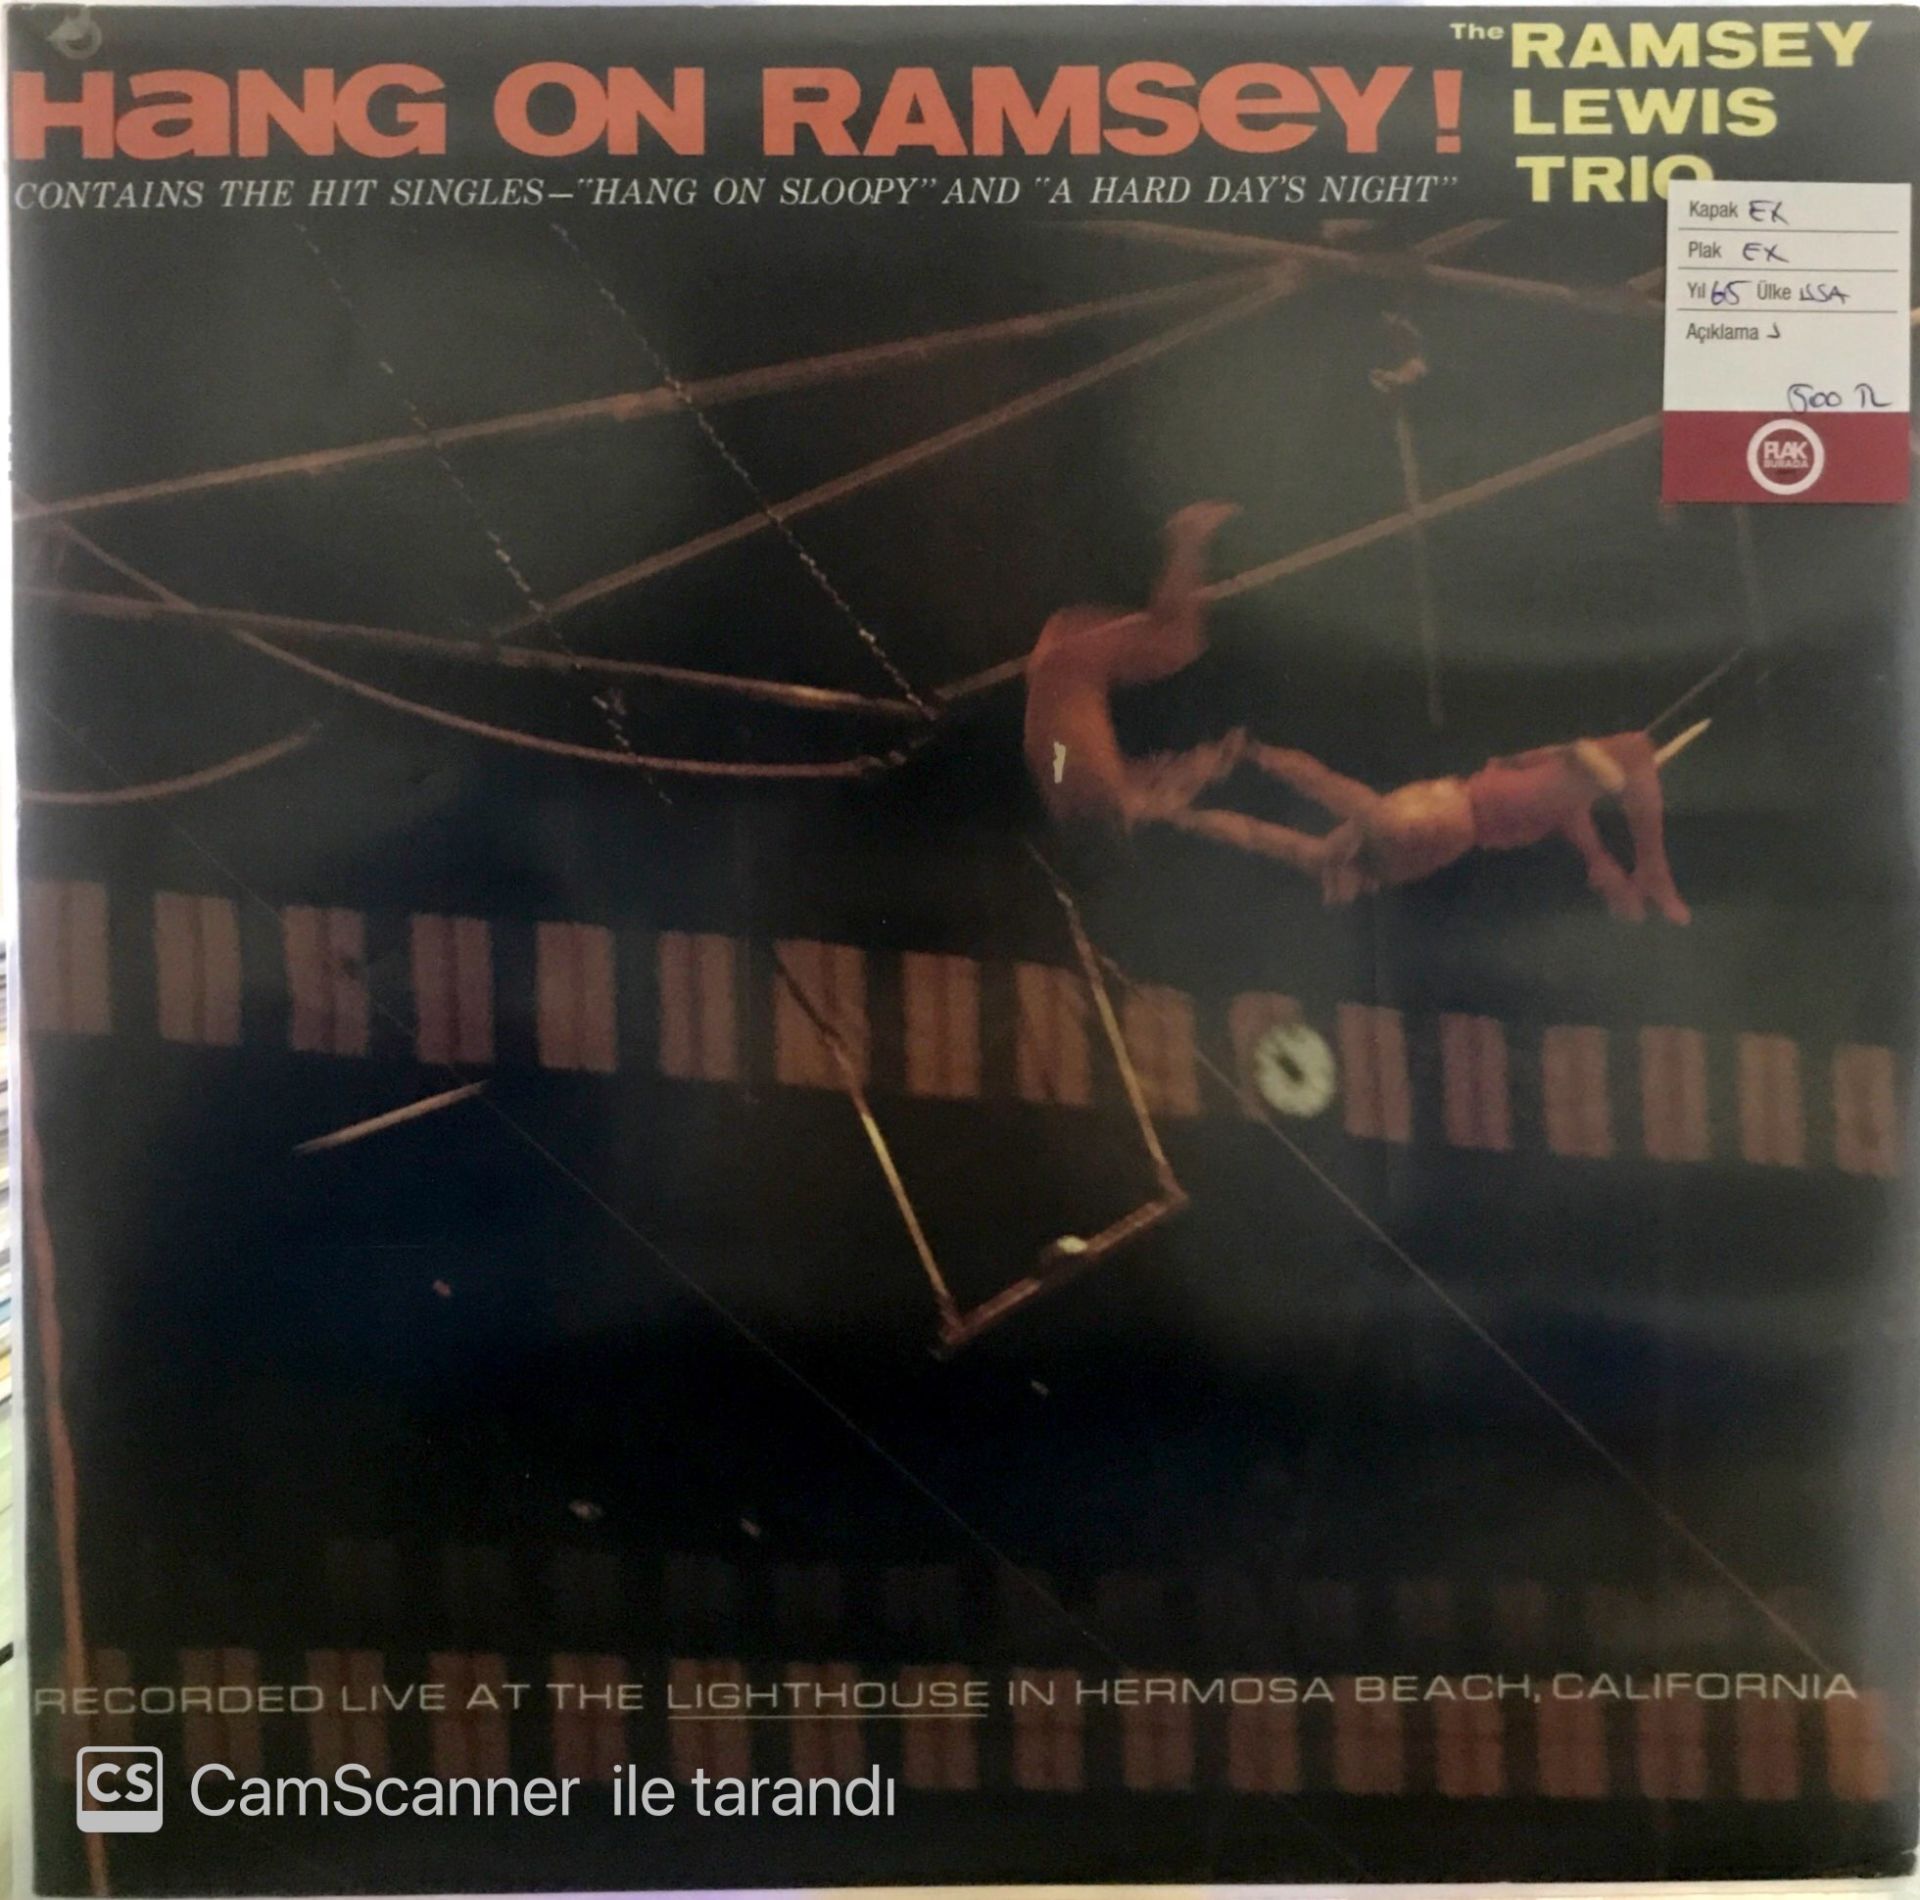 The RAMSEY
LEWIS
TRIO
HaNG ON RAMSeY!
CONTAINS THE HIT SINGLES—"HANG ON SLOOPY" AND "A HARD DAY'S NIGHT"
Kapak EX
Plak EX
Yıl 65 Ülke USA
Açıklama J
500 TL
PLAK
BURADA
RECORDED LIVE AT THE LIGHTHOUSE IN HERMOSA BEACH, CALIFORNIA
CS CamScanner ile tarandı